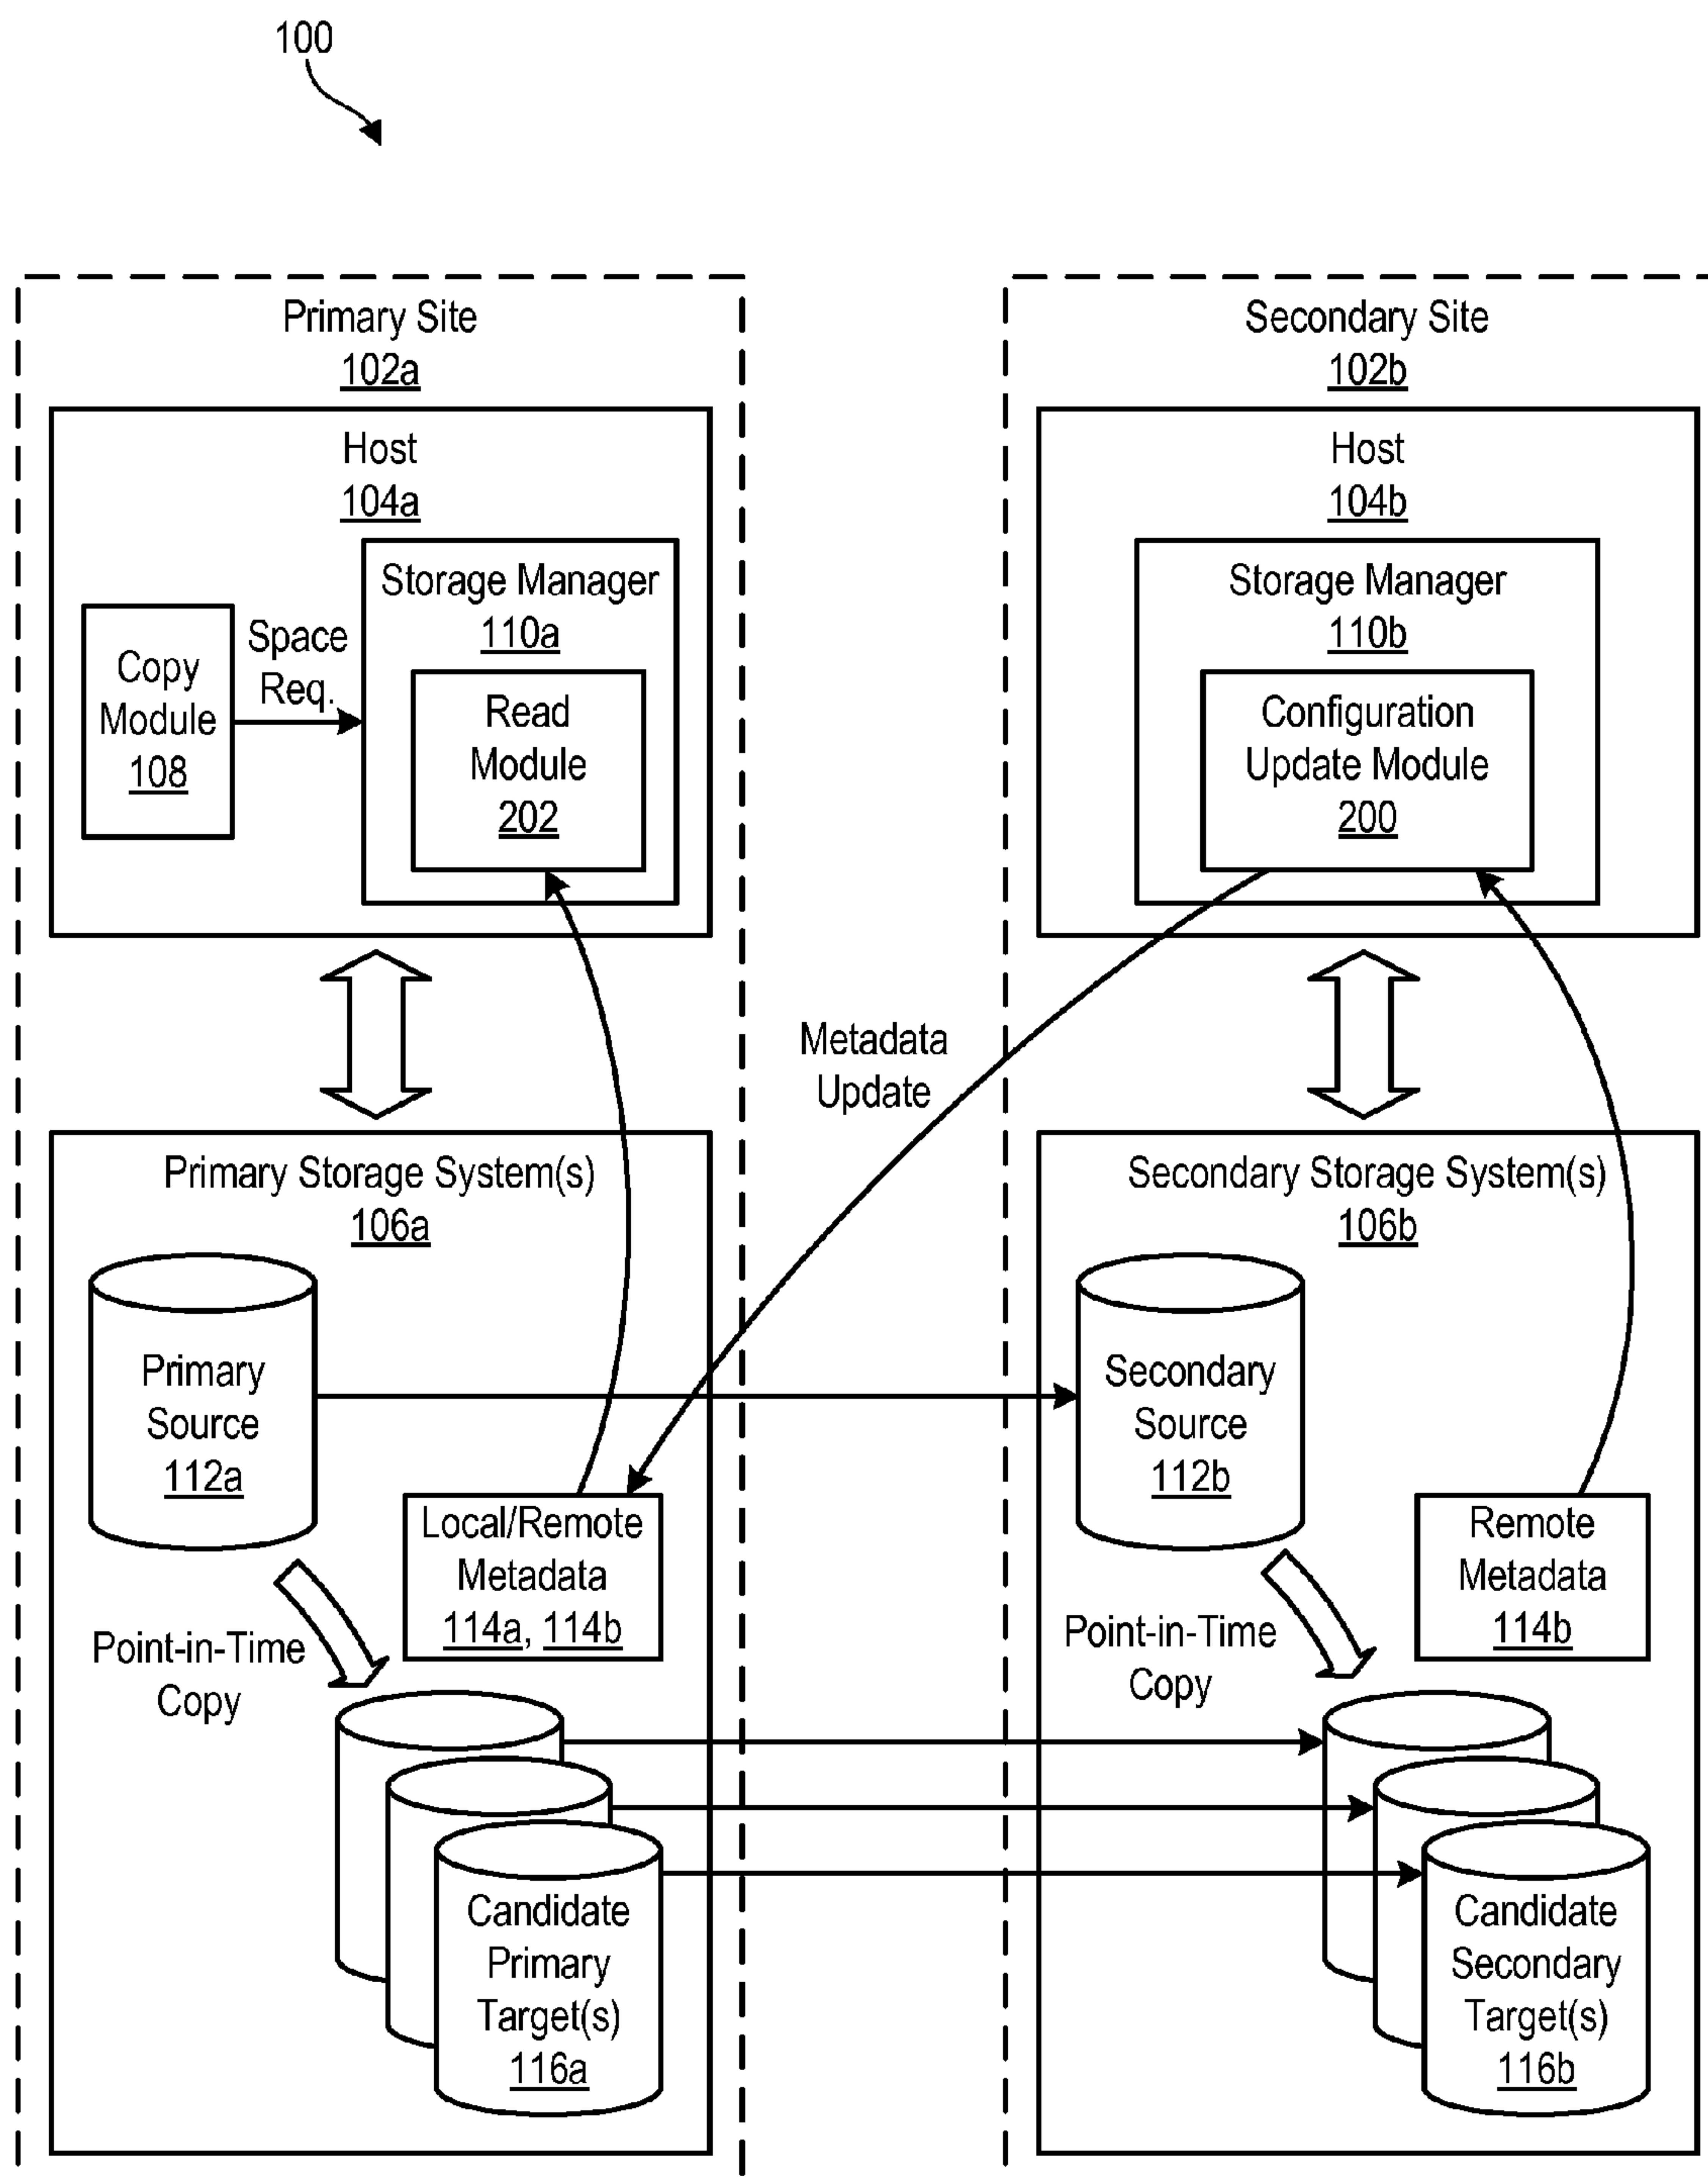 100
Primary Site
102a
Host
104a
Copy
Module
108
Space
Req.
Storage Manager
110a
Read
Module
202
Primary Storage System(s)
106a
Primary
Source
112a
Local/Remote
Metadata
114a, 114b
Point-in-Time
Copy
Candidate
Primary
Target(s)
116a
Metadata
Update
Secondary Site
102b
Host
104b
Storage Manager
110b
Configuration
Update Module
200
Secondary Storage System(s)
106b
Secondary
Source
112b
Remote
Metadata
114b
Point-in-Time
Copy
Candidate
Secondary
Target(s)
116b